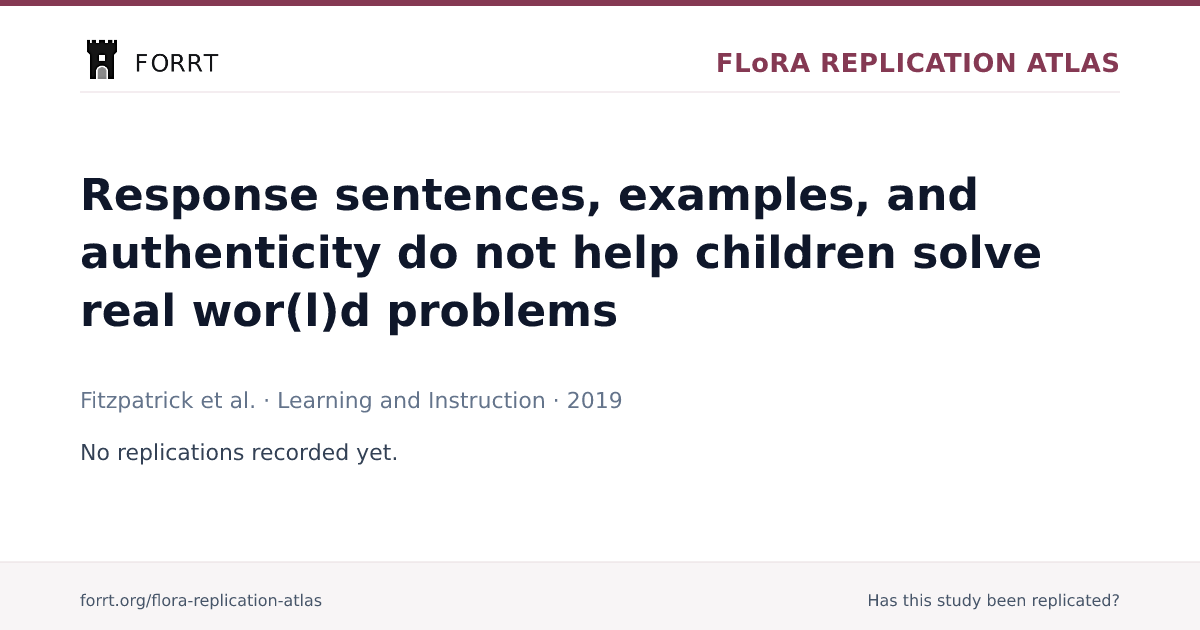 FORRT
FLoRA REPLICATION ATLAS
Response sentences, examples, and
authenticity do not help children solve
real wor(l)d problems
Fitzpatrick et al. · Learning and Instruction · 2019
No replications recorded yet.
forrt.org/flora-replication-atlas
Has this study been replicated?